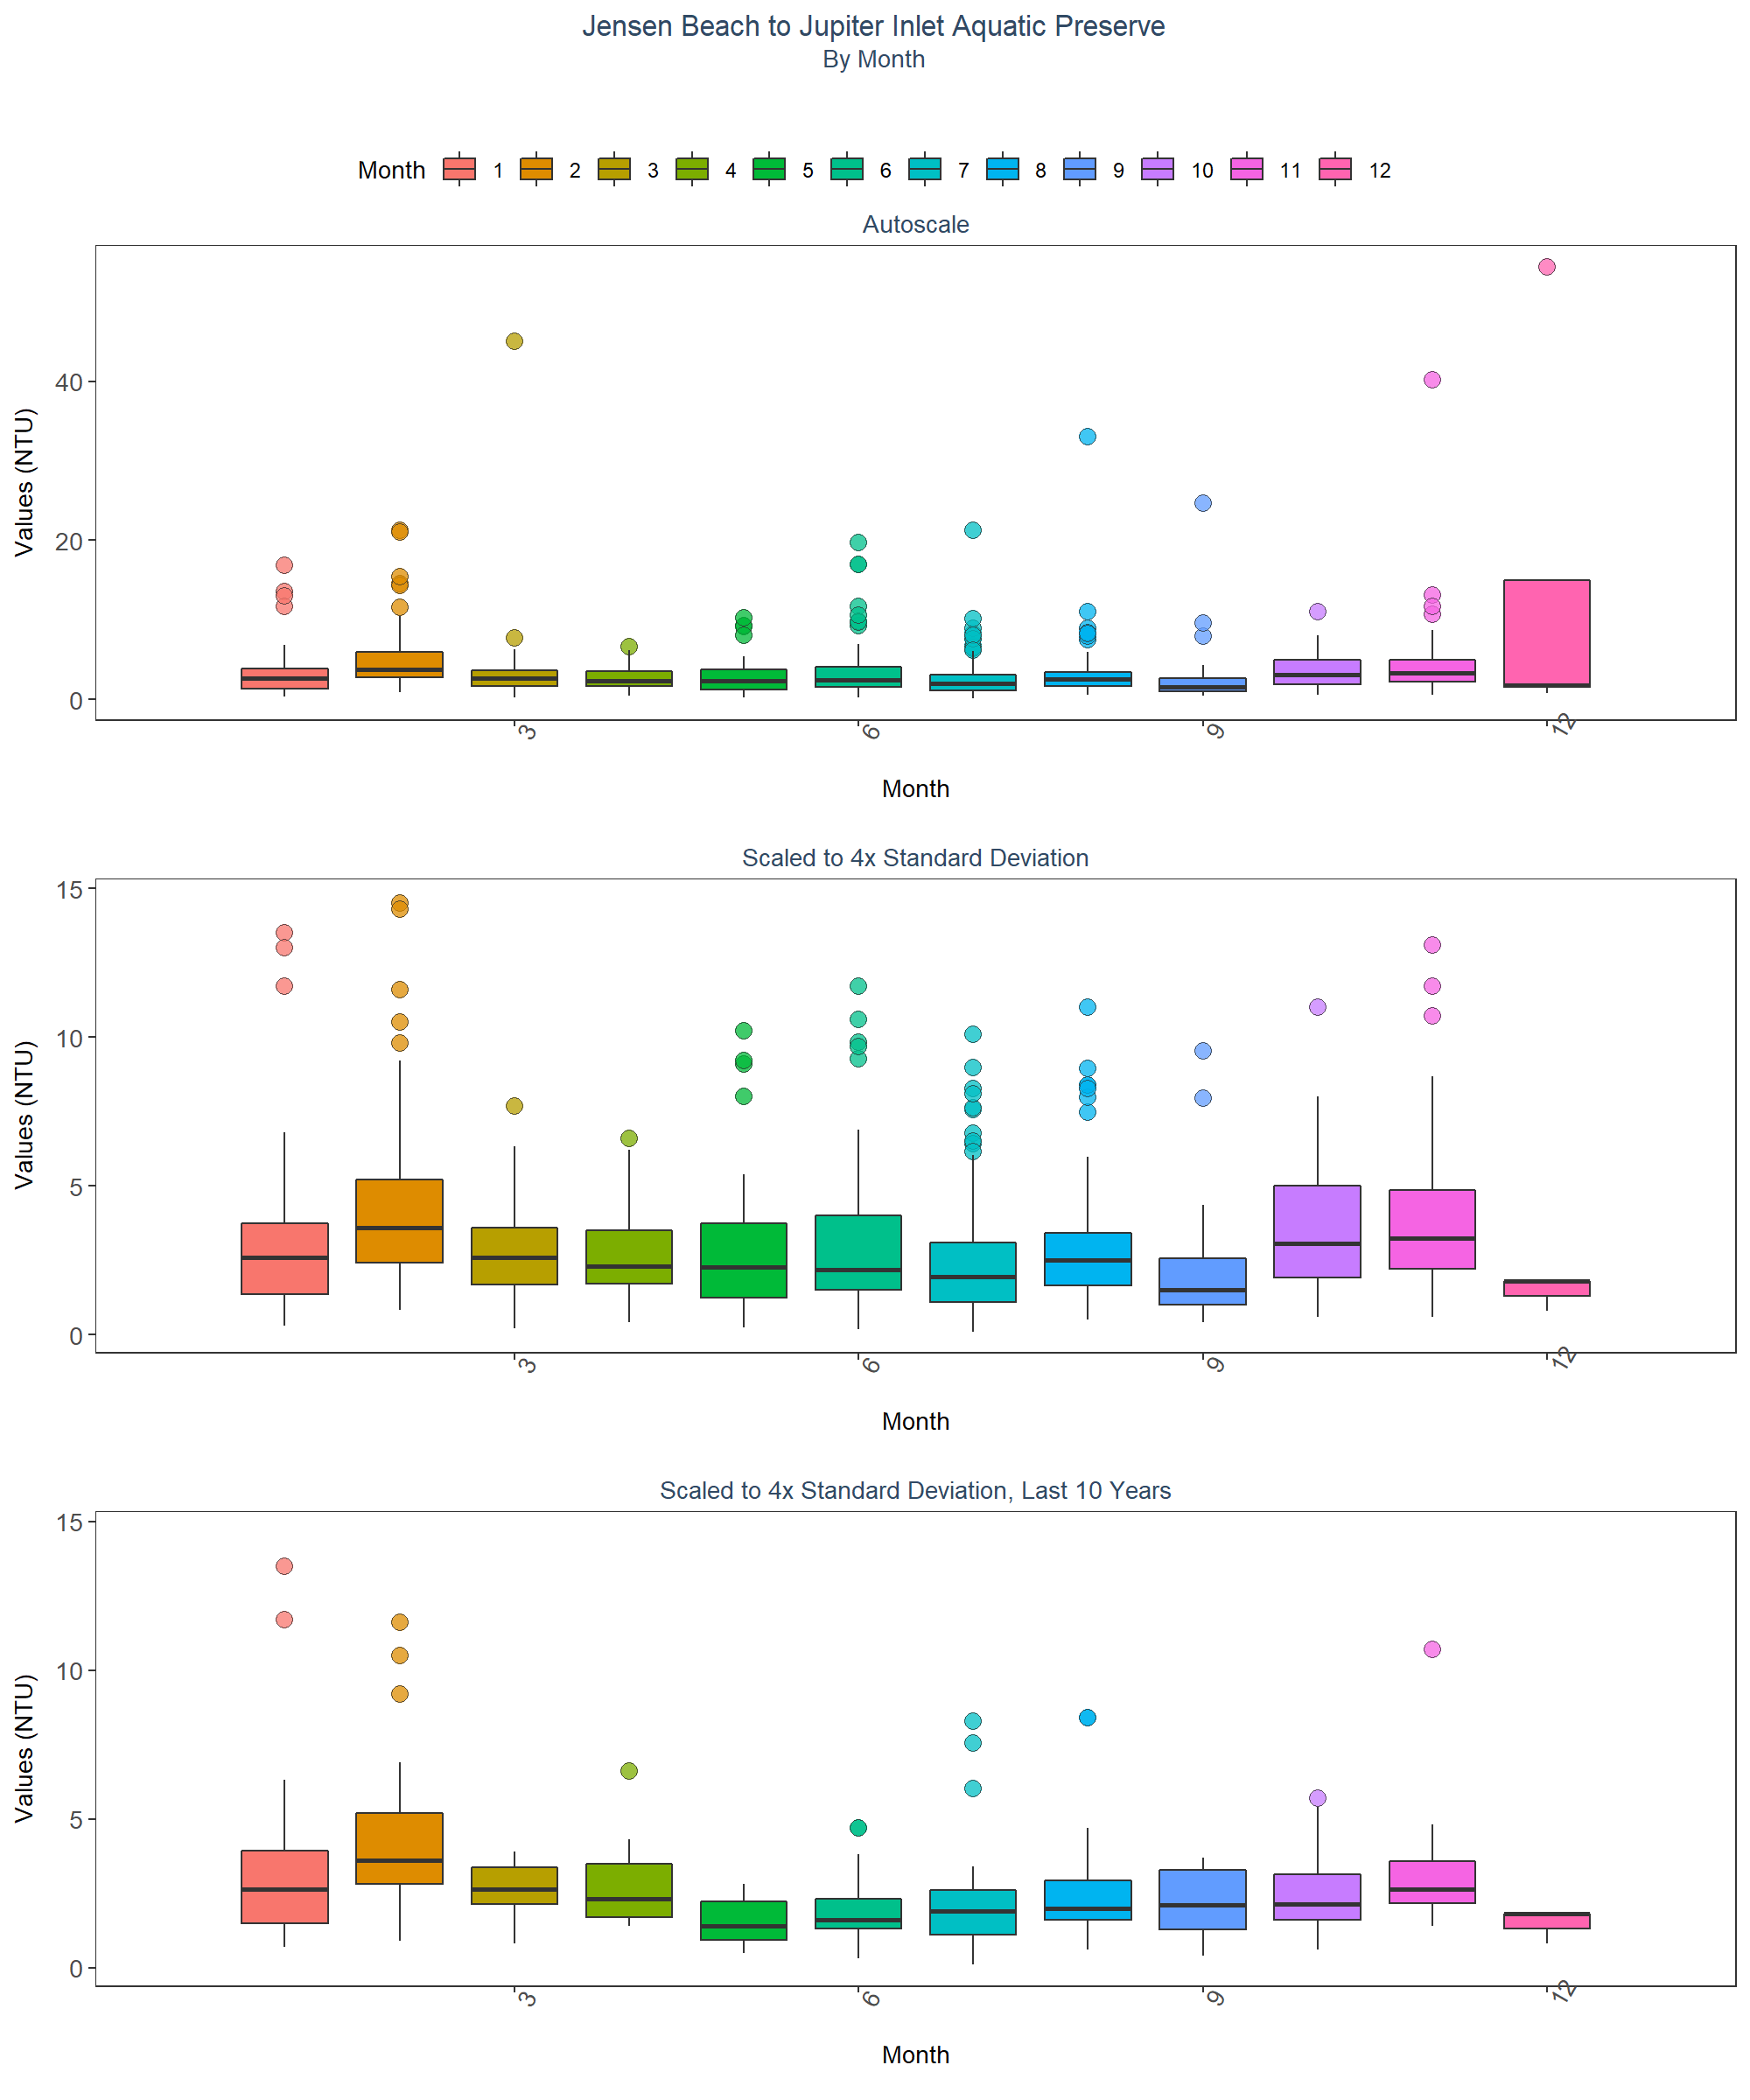 Jensen Beach to Jupiter Inlet Aquatic Preserve
By Month
Month 1 2 3 4 5 6 7 8 9 10 11 12
Autoscale
Values (NTU)
40
20
0
3 6 9 12
Month
Scaled to 4x Standard Deviation
Values (NTU)
15
10
5
0
3 6 9 12
Month
Scaled to 4x Standard Deviation, Last 10 Years
Values (NTU)
15
10
5
0
3 6 9 12
Month